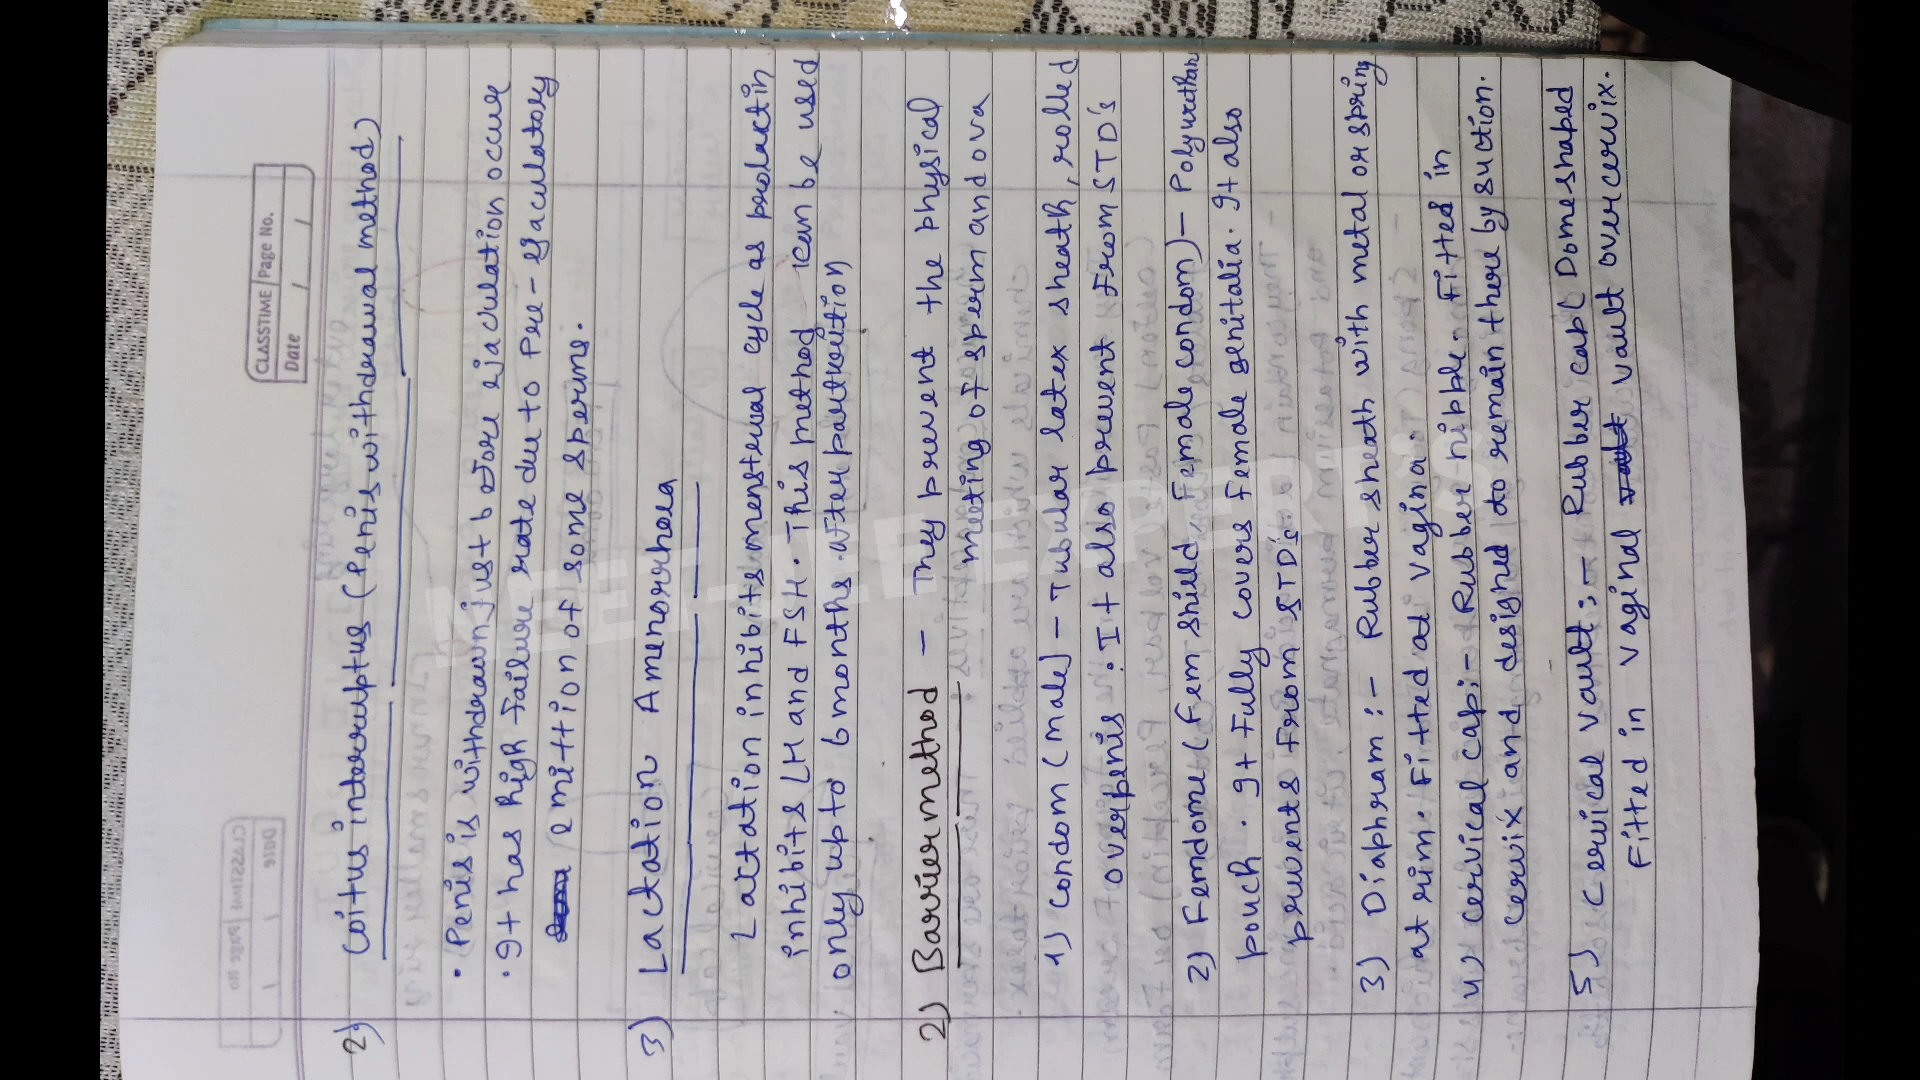 CLASSTIME Page No.
Date / /
2) Coitus interruptus (Penis withdrawal method)
• Penis is withdrawn just before ejaculation occur
• It has high failure rate due to Pre-ejaculatory
emittion of some sperms.
3) Lactation Amenorrhoea
Lactation inhibits menstrual cycle as prolactin
inhibits LH and FSH. This method can be used
only upto 6 months after parturition
2) Barrier method – They prevent the physical
meeting of sperm and ova
1) Condom (male) – Tubular latex sheath, rolled
over penis. It also prevent from STD's
2) Femdome (Fem shield Female condom) – Polyurethane
pouch. It fully covers Female genitalia. It also
prevents from STD's.
3) Diaphram :- Rubber sheath with metal or spring
at rim. Fitted at vagina.
4) Cervical cap :- Rubber nipple. Fitted in
cervix and designed to remain there by suction.
5) Cervical vault :- Rubber cap (Dome shaped
Fitted in vaginal vault over cervix.
NEET-JEE EXPERTS